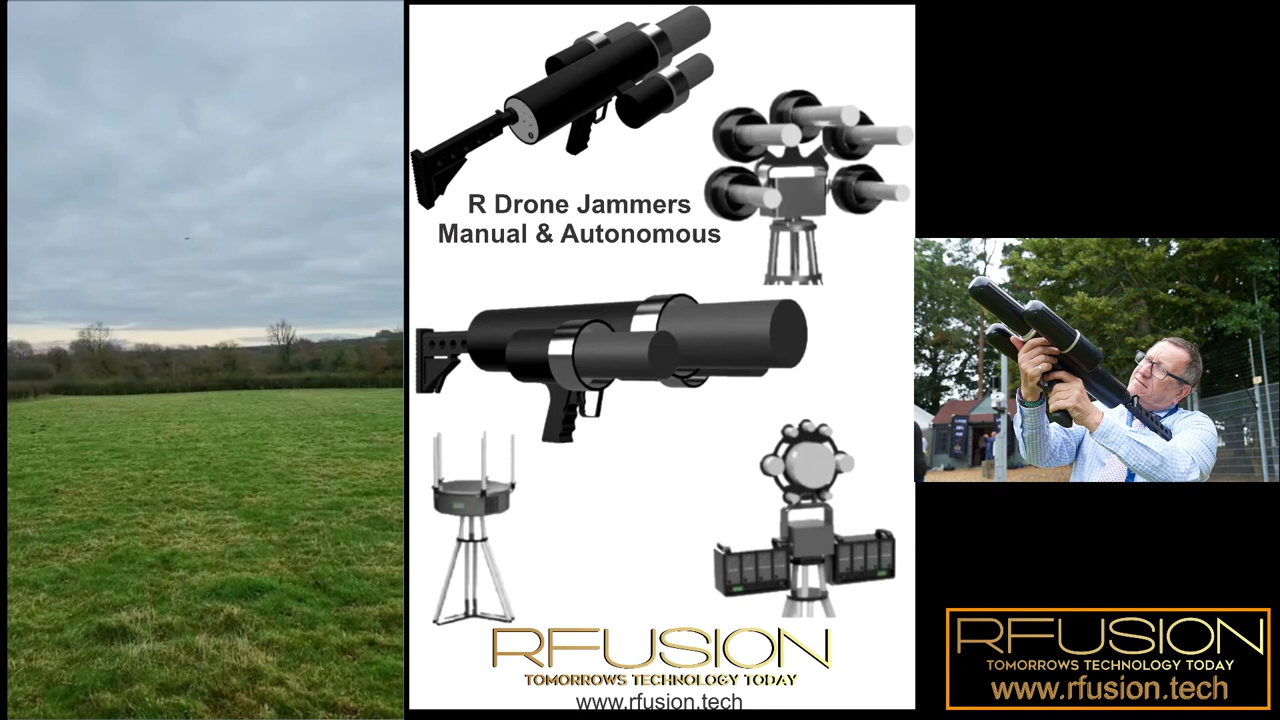 R Drone Jammers
Manual & Autonomous
RFUSION
TOMORROWS TECHNOLOGY TODAY
www.rfusion.tech
RFUSION
TOMORROWS TECHNOLOGY TODAY
www.rfusion.tech